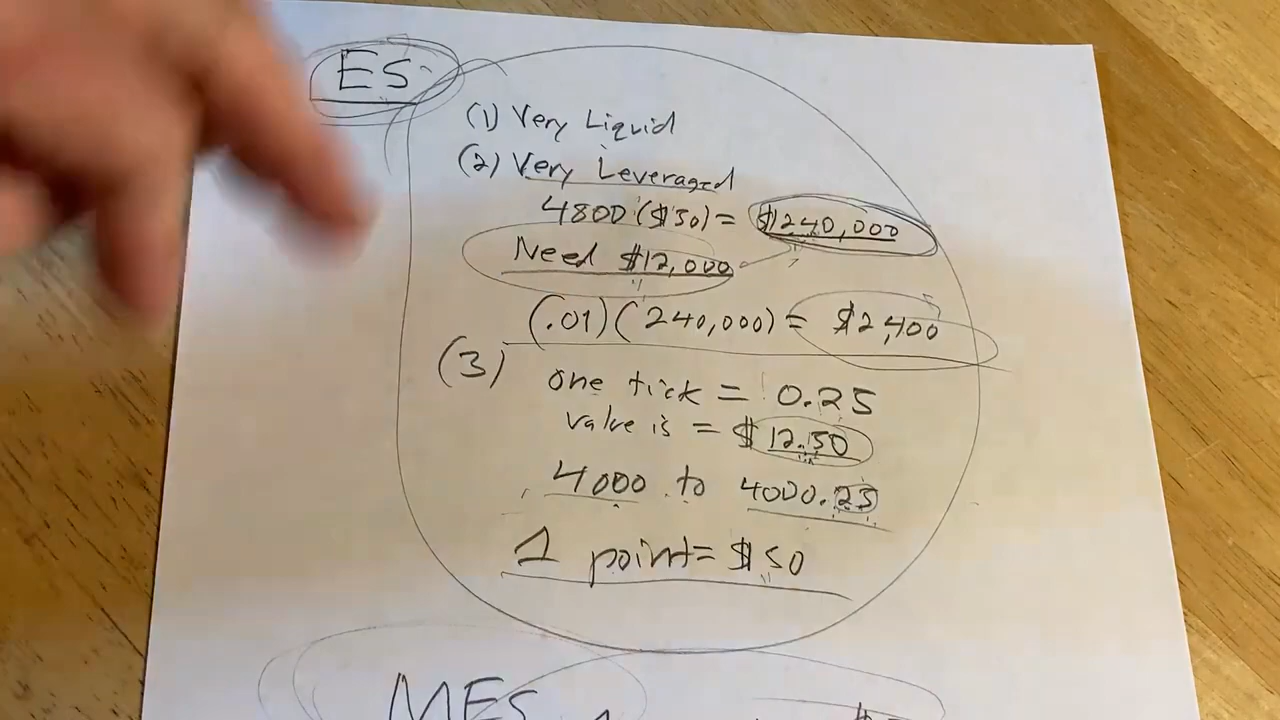 ES
(1) Very Liquid
(2) Very Leveraged
4800 ($50) = $240,000
Need $12,000
(.01)(240,000) = $2,400
(3) one tick = 0.25
value is = $12.50
4000 to 4000.25
1 point = $50
MES